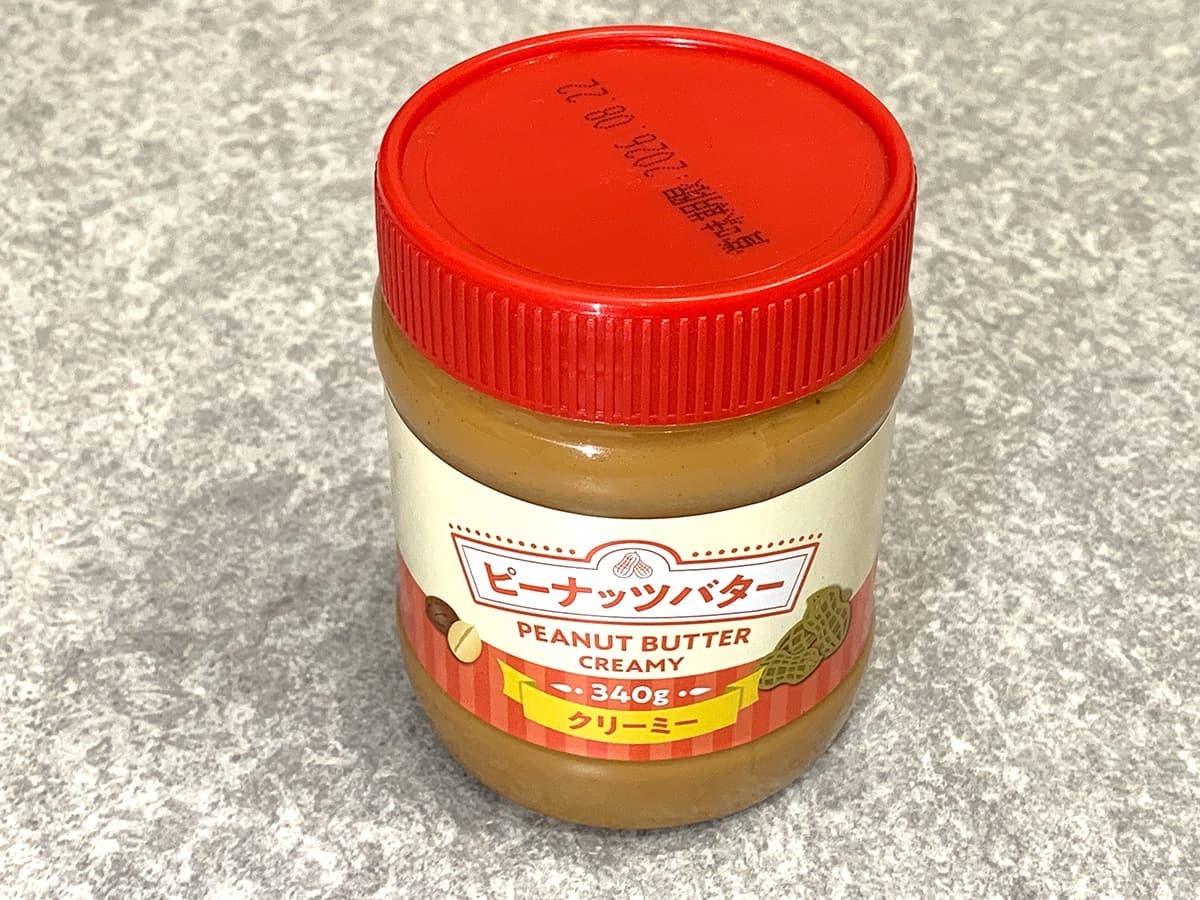 賞味期限:2026.08.22
ピーナッツバター
PEANUT BUTTER
CREAMY
340g
クリーミー